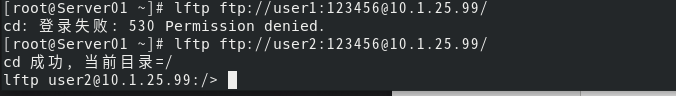 [root@Server01 ~]# lftp ftp://user1:123456@10.1.25.99/
cd: 登录失败: 530 Permission denied.
[root@Server01 ~]# lftp ftp://user2:123456@10.1.25.99/
cd 成功, 当前目录=/
lftp user2@10.1.25.99:/>